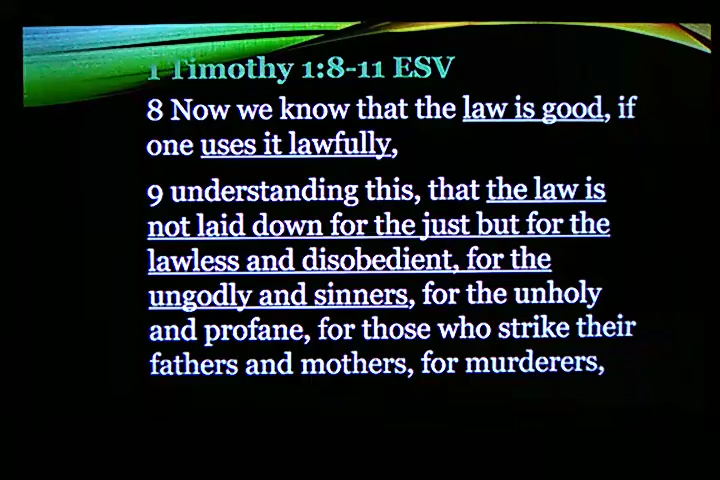 1 Timothy 1:8-11 ESV
8 Now we know that the law is good, if
one uses it lawfully,
9 understanding this, that the law is
not laid down for the just but for the
lawless and disobedient, for the
ungodly and sinners, for the unholy
and profane, for those who strike their
fathers and mothers, for murderers,